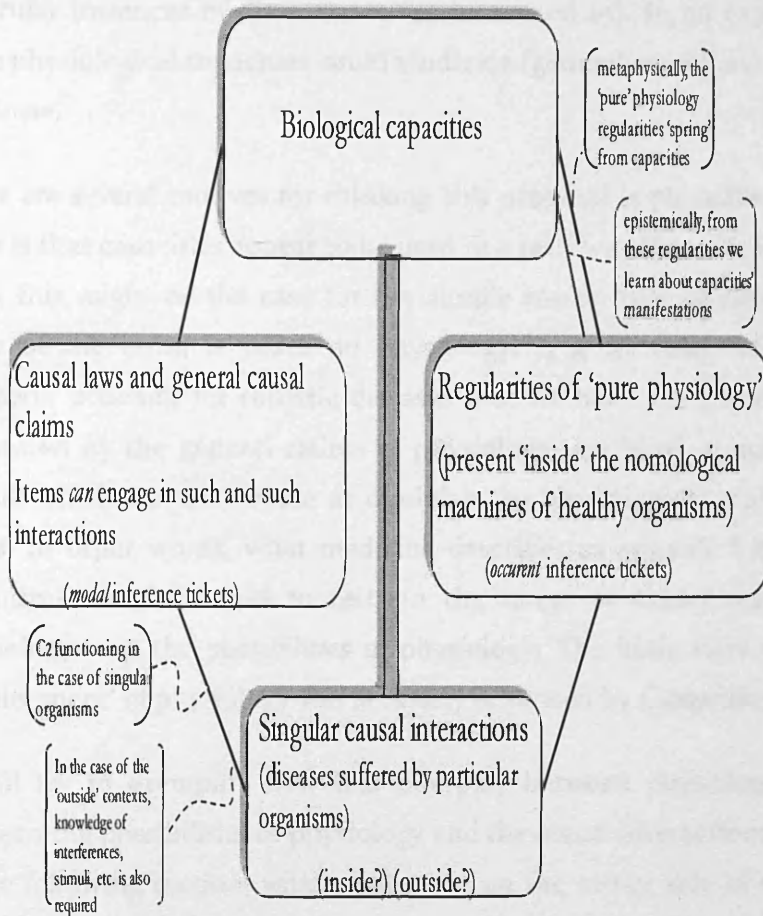 Biological capacities
metaphysically, the
'pure' physiology
regularities 'spring'
from capacities
epistemically, from
these regularities we
learn about capacities'
manifestations
Causal laws and general causal
claims
Items can engage in such and such
interactions
(modal inference tickets)
Regularities of 'pure physiology'
(present 'inside' the nomological
machines of healthy organisms)
(occurent inference tickets)
C2 functioning in
the case of singular
organisms
In the case of the
'outside' contexts,
knowledge of
interferences,
stimuli, etc. is also
required
Singular causal interactions
(diseases suffered by particular
organisms)
(inside?) (outside?)